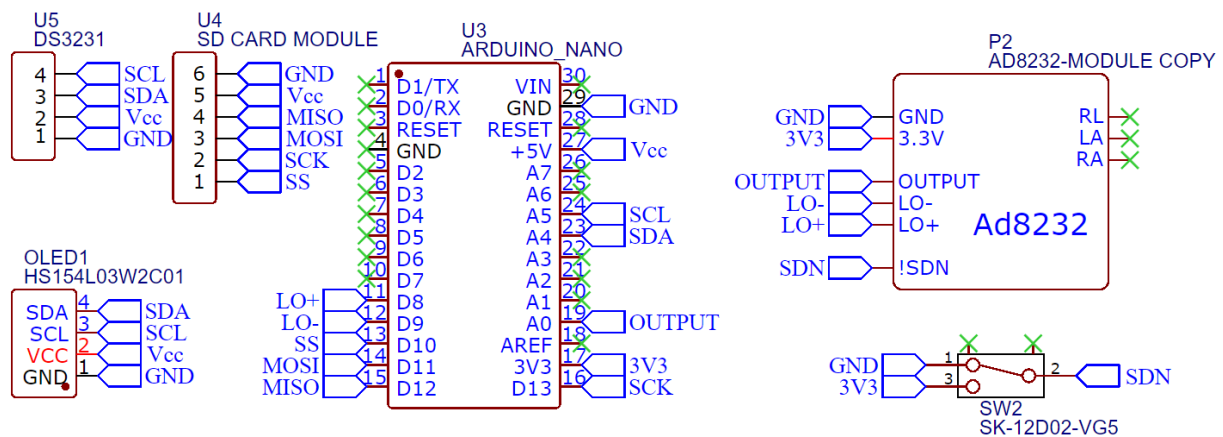 U5
DS3231
4 SCL
3 SDA
2 Vcc
1 GND
U4
SD CARD MODULE
6 GND
5 Vcc
4 MISO
3 MOSI
2 SCK
1 SS
OLED1
HS154L03W2C01
SDA 4 SDA
SCL 3 SCL
VCC 2 Vcc
GND 1 GND
U3
ARDUINO_NANO
1 D1/TX VIN 30
2 D0/RX GND 29 GND
3 RESET RESET 28
4 GND +5V 27 Vcc
5 D2 A7 26
6 D3 A6 25
7 D4 A5 24 SCL
8 D5 A4 23 SDA
9 D6 A3 22
10 D7 A2 21
LO+ 11 D8 A1 20
LO- 12 D9 A0 19 OUTPUT
SS 13 D10 AREF 18
MOSI 14 D11 3V3 17 3V3
MISO 15 D12 D13 16 SCK
P2
AD8232-MODULE COPY
GND GND RL
3V3 3.3V LA
RA
OUTPUT OUTPUT
LO- LO-
LO+ LO+
Ad8232
SDN !SDN
GND 1
3V3 3
2 SDN
SW2
SK-12D02-VG5